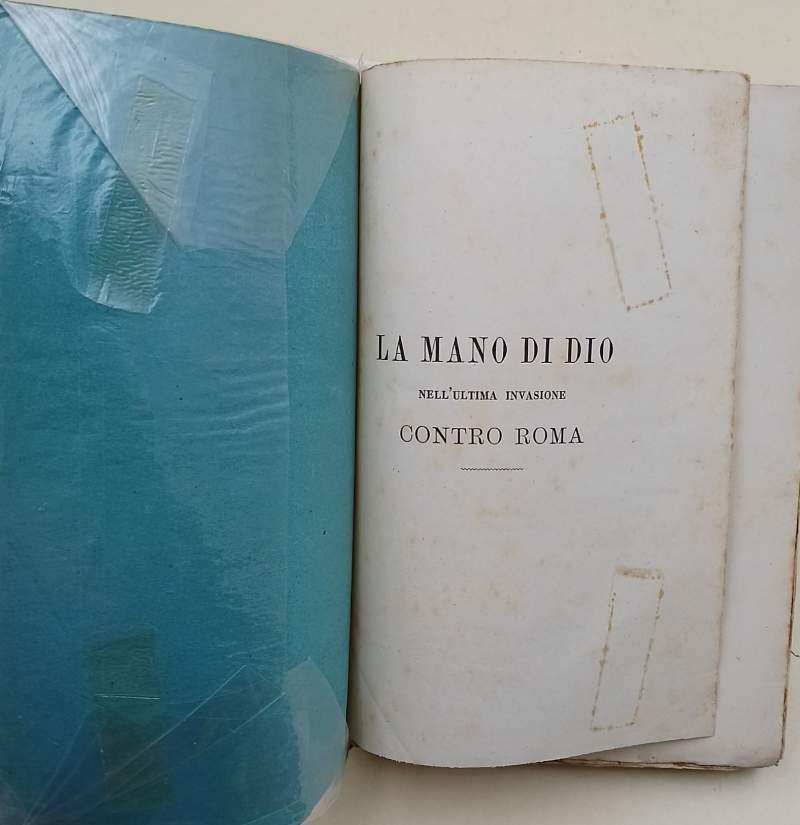 LA MANO DI DIO
NELL'ULTIMA INVASIONE
CONTRO ROMA